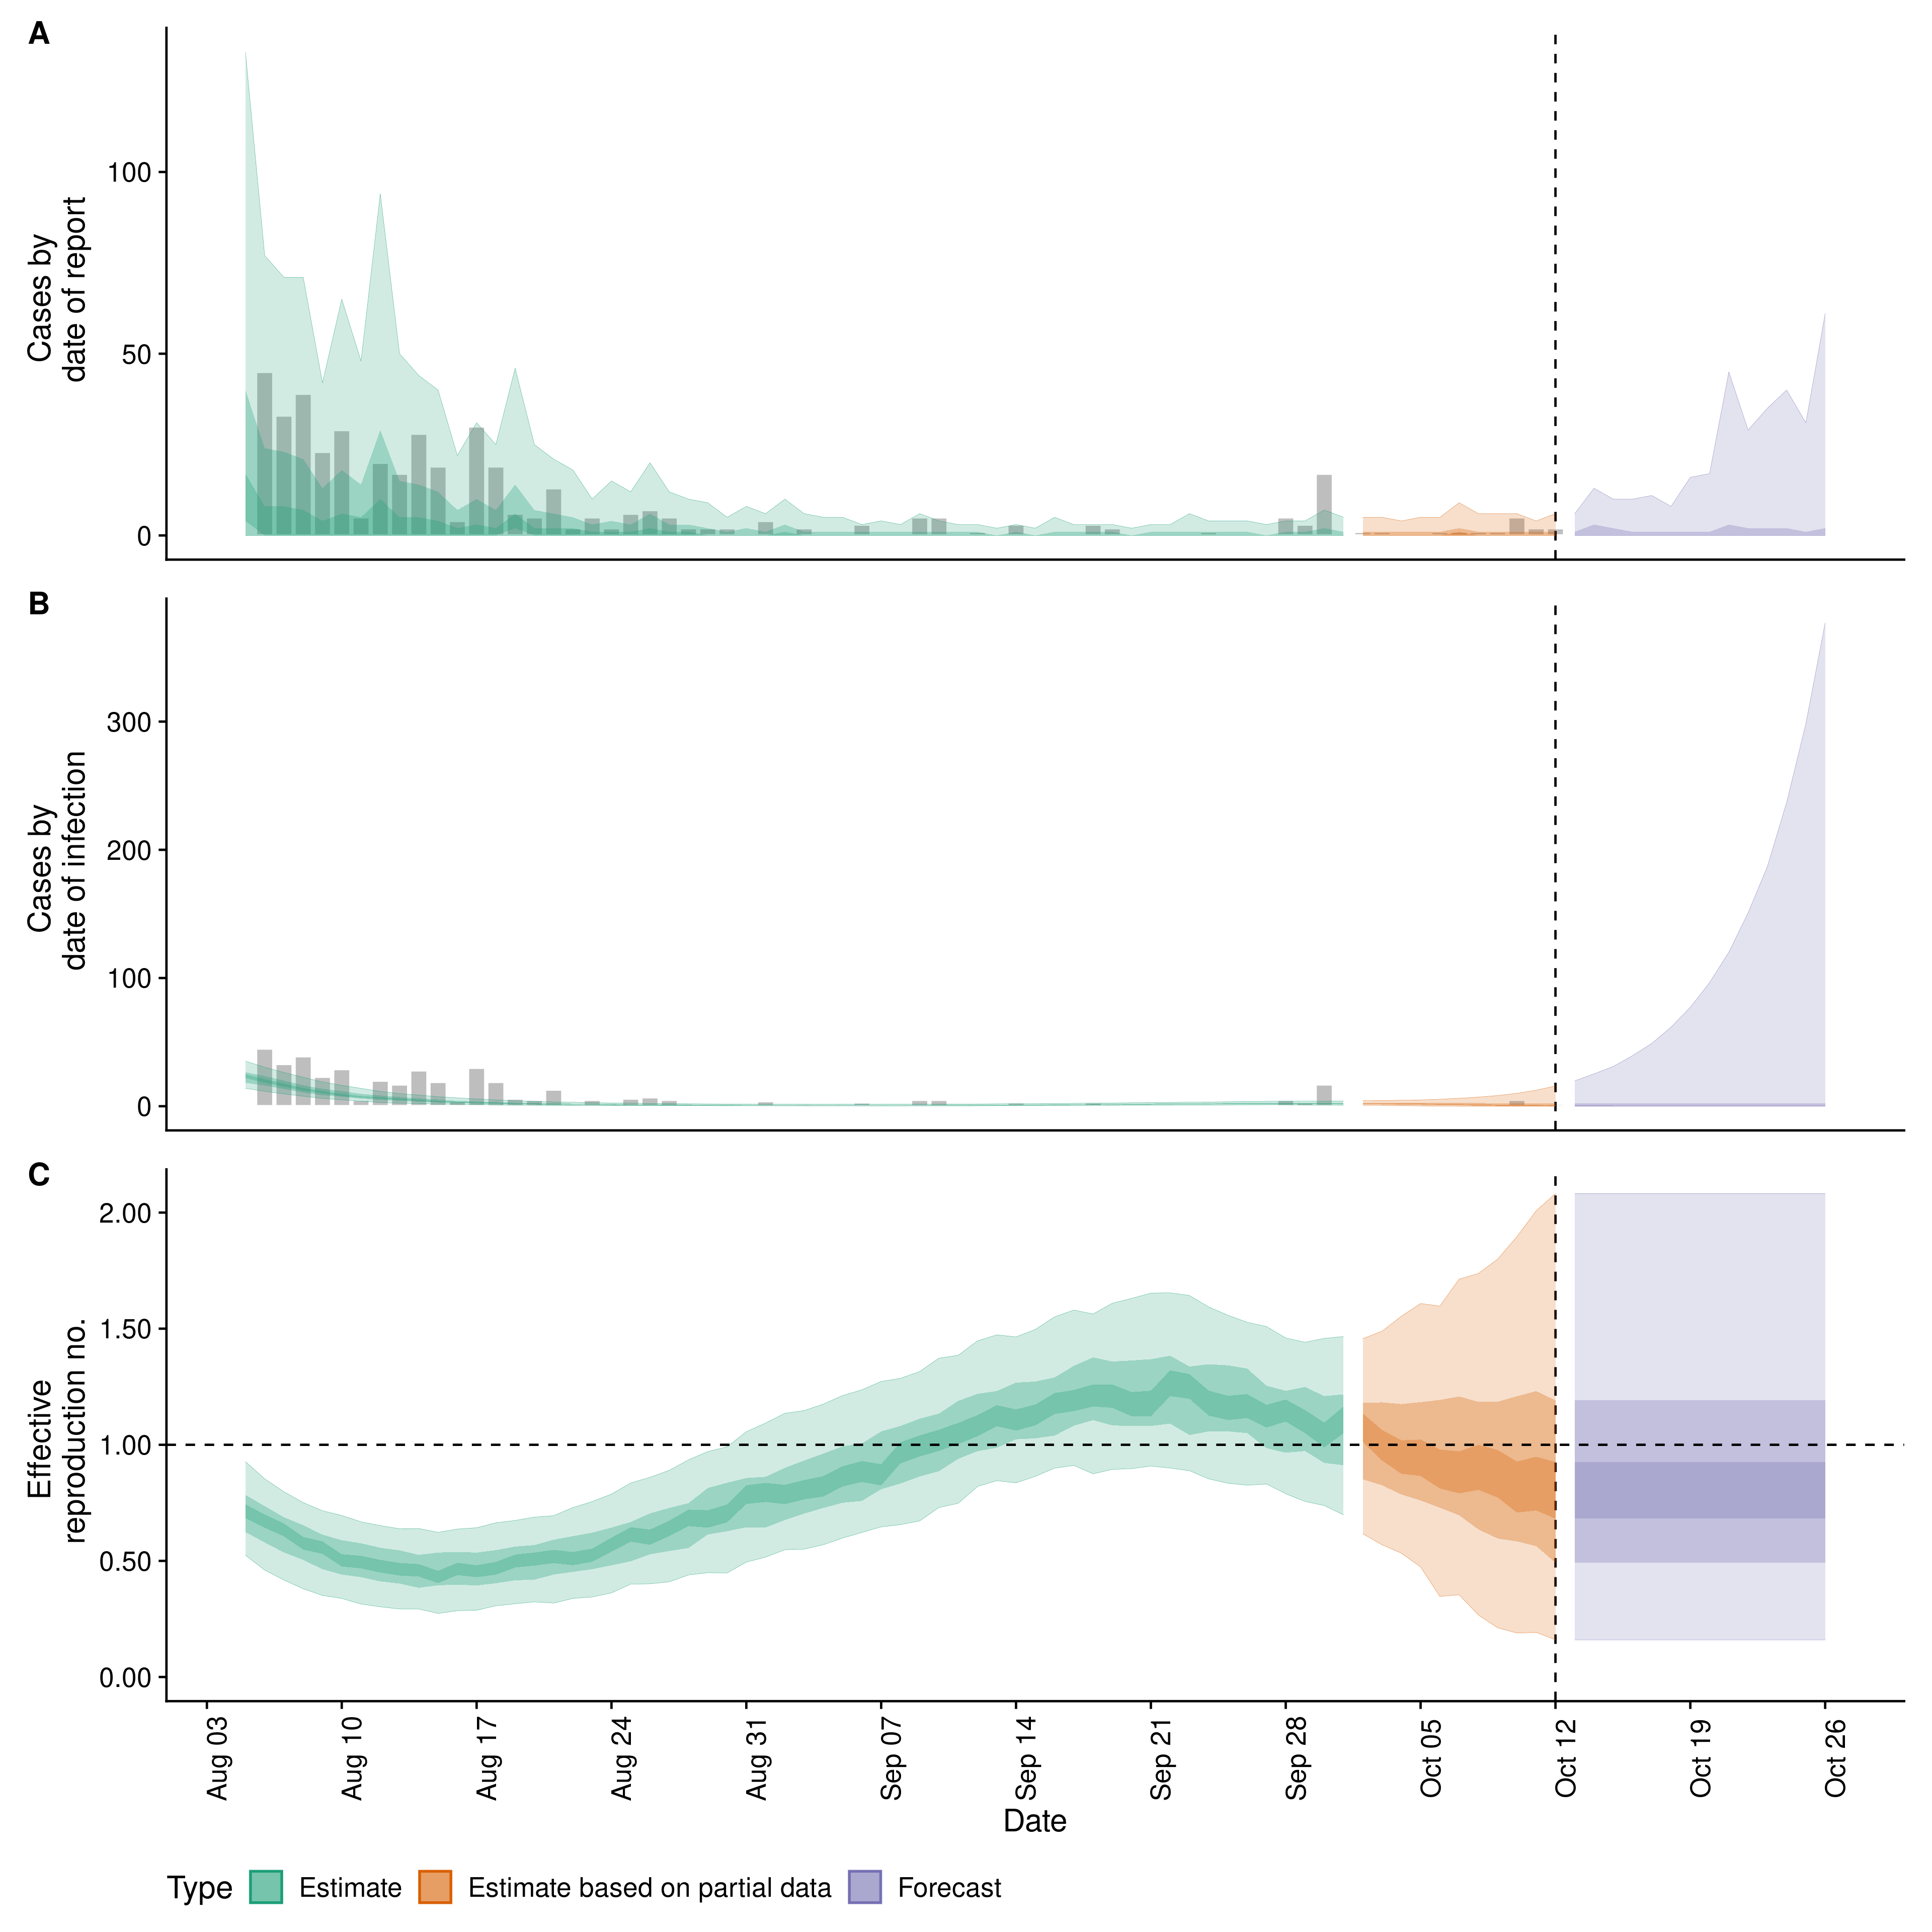 A
Cases by
date of report
100
50
0
B
Cases by
date of infection
300
200
100
0
C
Effective
reproduction no.
2.00
1.50
1.00
0.50
0.00
Aug 03
Aug 10
Aug 17
Aug 24
Aug 31
Sep 07
Sep 14
Sep 21
Sep 28
Oct 05
Oct 12
Oct 19
Oct 26
Date
Type Estimate Estimate based on partial data Forecast